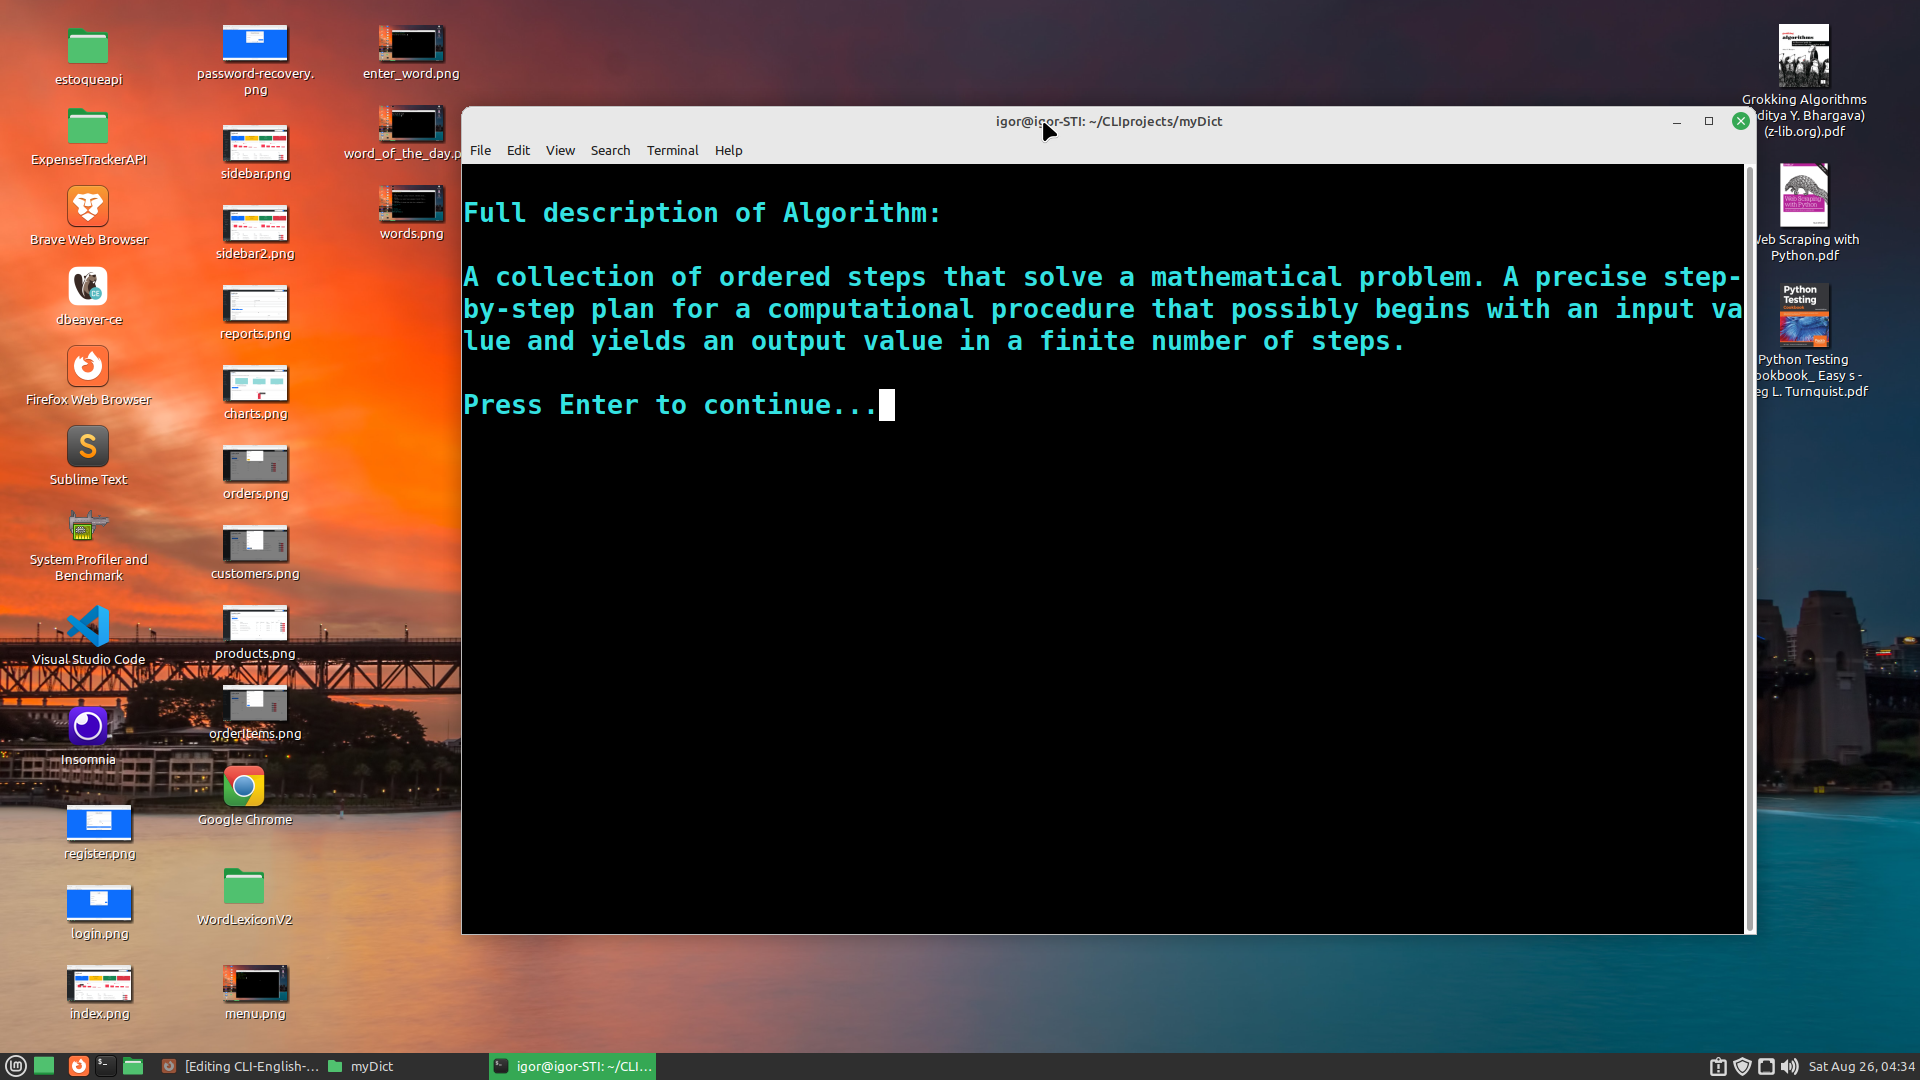 estoqueapi
ExpenseTrackerAPI
Brave Web Browser
dbeaver-ce
Firefox Web Browser
Sublime Text
System Profiler and
Benchmark
Visual Studio Code
Insomnia
register.png
login.png
index.png
password-recovery.
png
sidebar.png
sidebar2.png
reports.png
charts.png
orders.png
customers.png
products.png
orderitems.png
Google Chrome
WordLexiconV2
menu.png
enter_word.png
word_of_the_day.p
words.png
igor@igor-STI: ~/CLIprojects/myDict
File Edit View Search Terminal Help
Full description of Algorithm:
A collection of ordered steps that solve a mathematical problem. A precise step-
by-step plan for a computational procedure that possibly begins with an input va
lue and yields an output value in a finite number of steps.
Press Enter to continue...
Grokking Algorithms
ditya Y. Bhargava)
(z-lib.org).pdf
Web Scraping with
Python.pdf
Python
Testing
Python Testing
ookbook_ Easy s -
eg L. Turnquist.pdf
[Editing CLI-English-...
myDict
igor@igor-STI: ~/CLI...
Sat Aug 26, 04:34